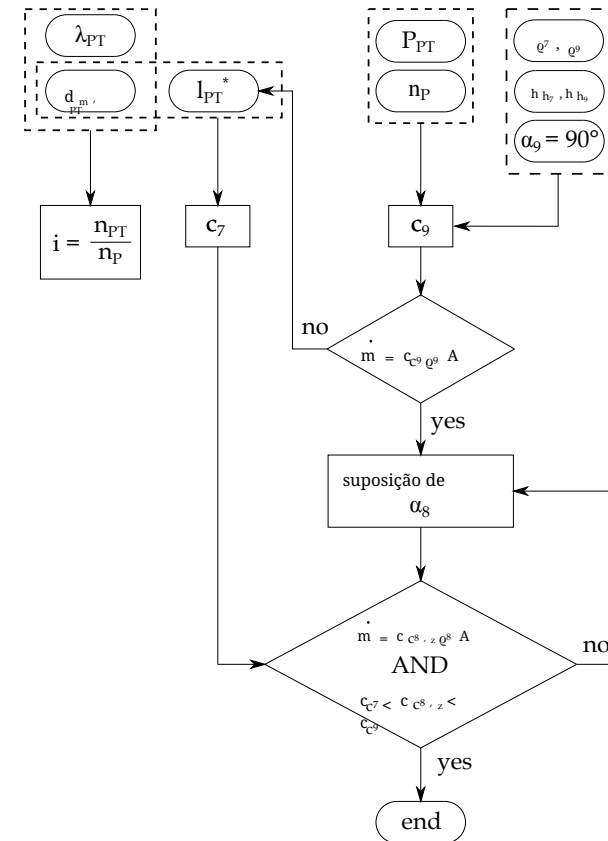 λPT
d PT m ,
lPT*
i = nPT / nP
c7
PPT
nP
ϱ7 , ϱ9
h h7 , h h9
α9 = 90°
c9
no
ṁ = c c9 ϱ9 A
yes
suposição de
α8
ṁ = c c8 , z ϱ8 A
AND
c c7 < c c8 , z <
c c9
no
yes
end